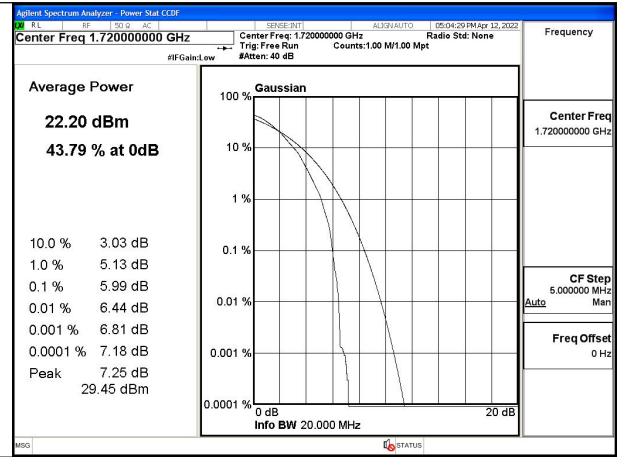 Agilent Spectrum Analyzer - Power Stat CCDF
RL RF 50 Ω AC SENSE:INT ALIGN AUTO 05:04:29 PM Apr 12, 2022
Center Freq 1.720000000 GHz
Center Freq: 1.720000000 GHz Radio Std: None
Trig: Free Run Counts:1.00 M/1.00 Mpt
#IFGain:Low #Atten: 40 dB
Frequency
Average Power
22.20 dBm
43.79 % at 0dB
10.0 % 3.03 dB
1.0 % 5.13 dB
0.1 % 5.99 dB
0.01 % 6.44 dB
0.001 % 6.81 dB
0.0001 % 7.18 dB
Peak 7.25 dB
29.45 dBm
Gaussian
100 %
10 %
1 %
0.1 %
0.01 %
0.001 %
0.0001 %
0 dB 20 dB
Info BW 20.000 MHz
Center Freq
1.720000000 GHz
CF Step
5.000000 MHz
Auto Man
Freq Offset
0 Hz
MSG STATUS